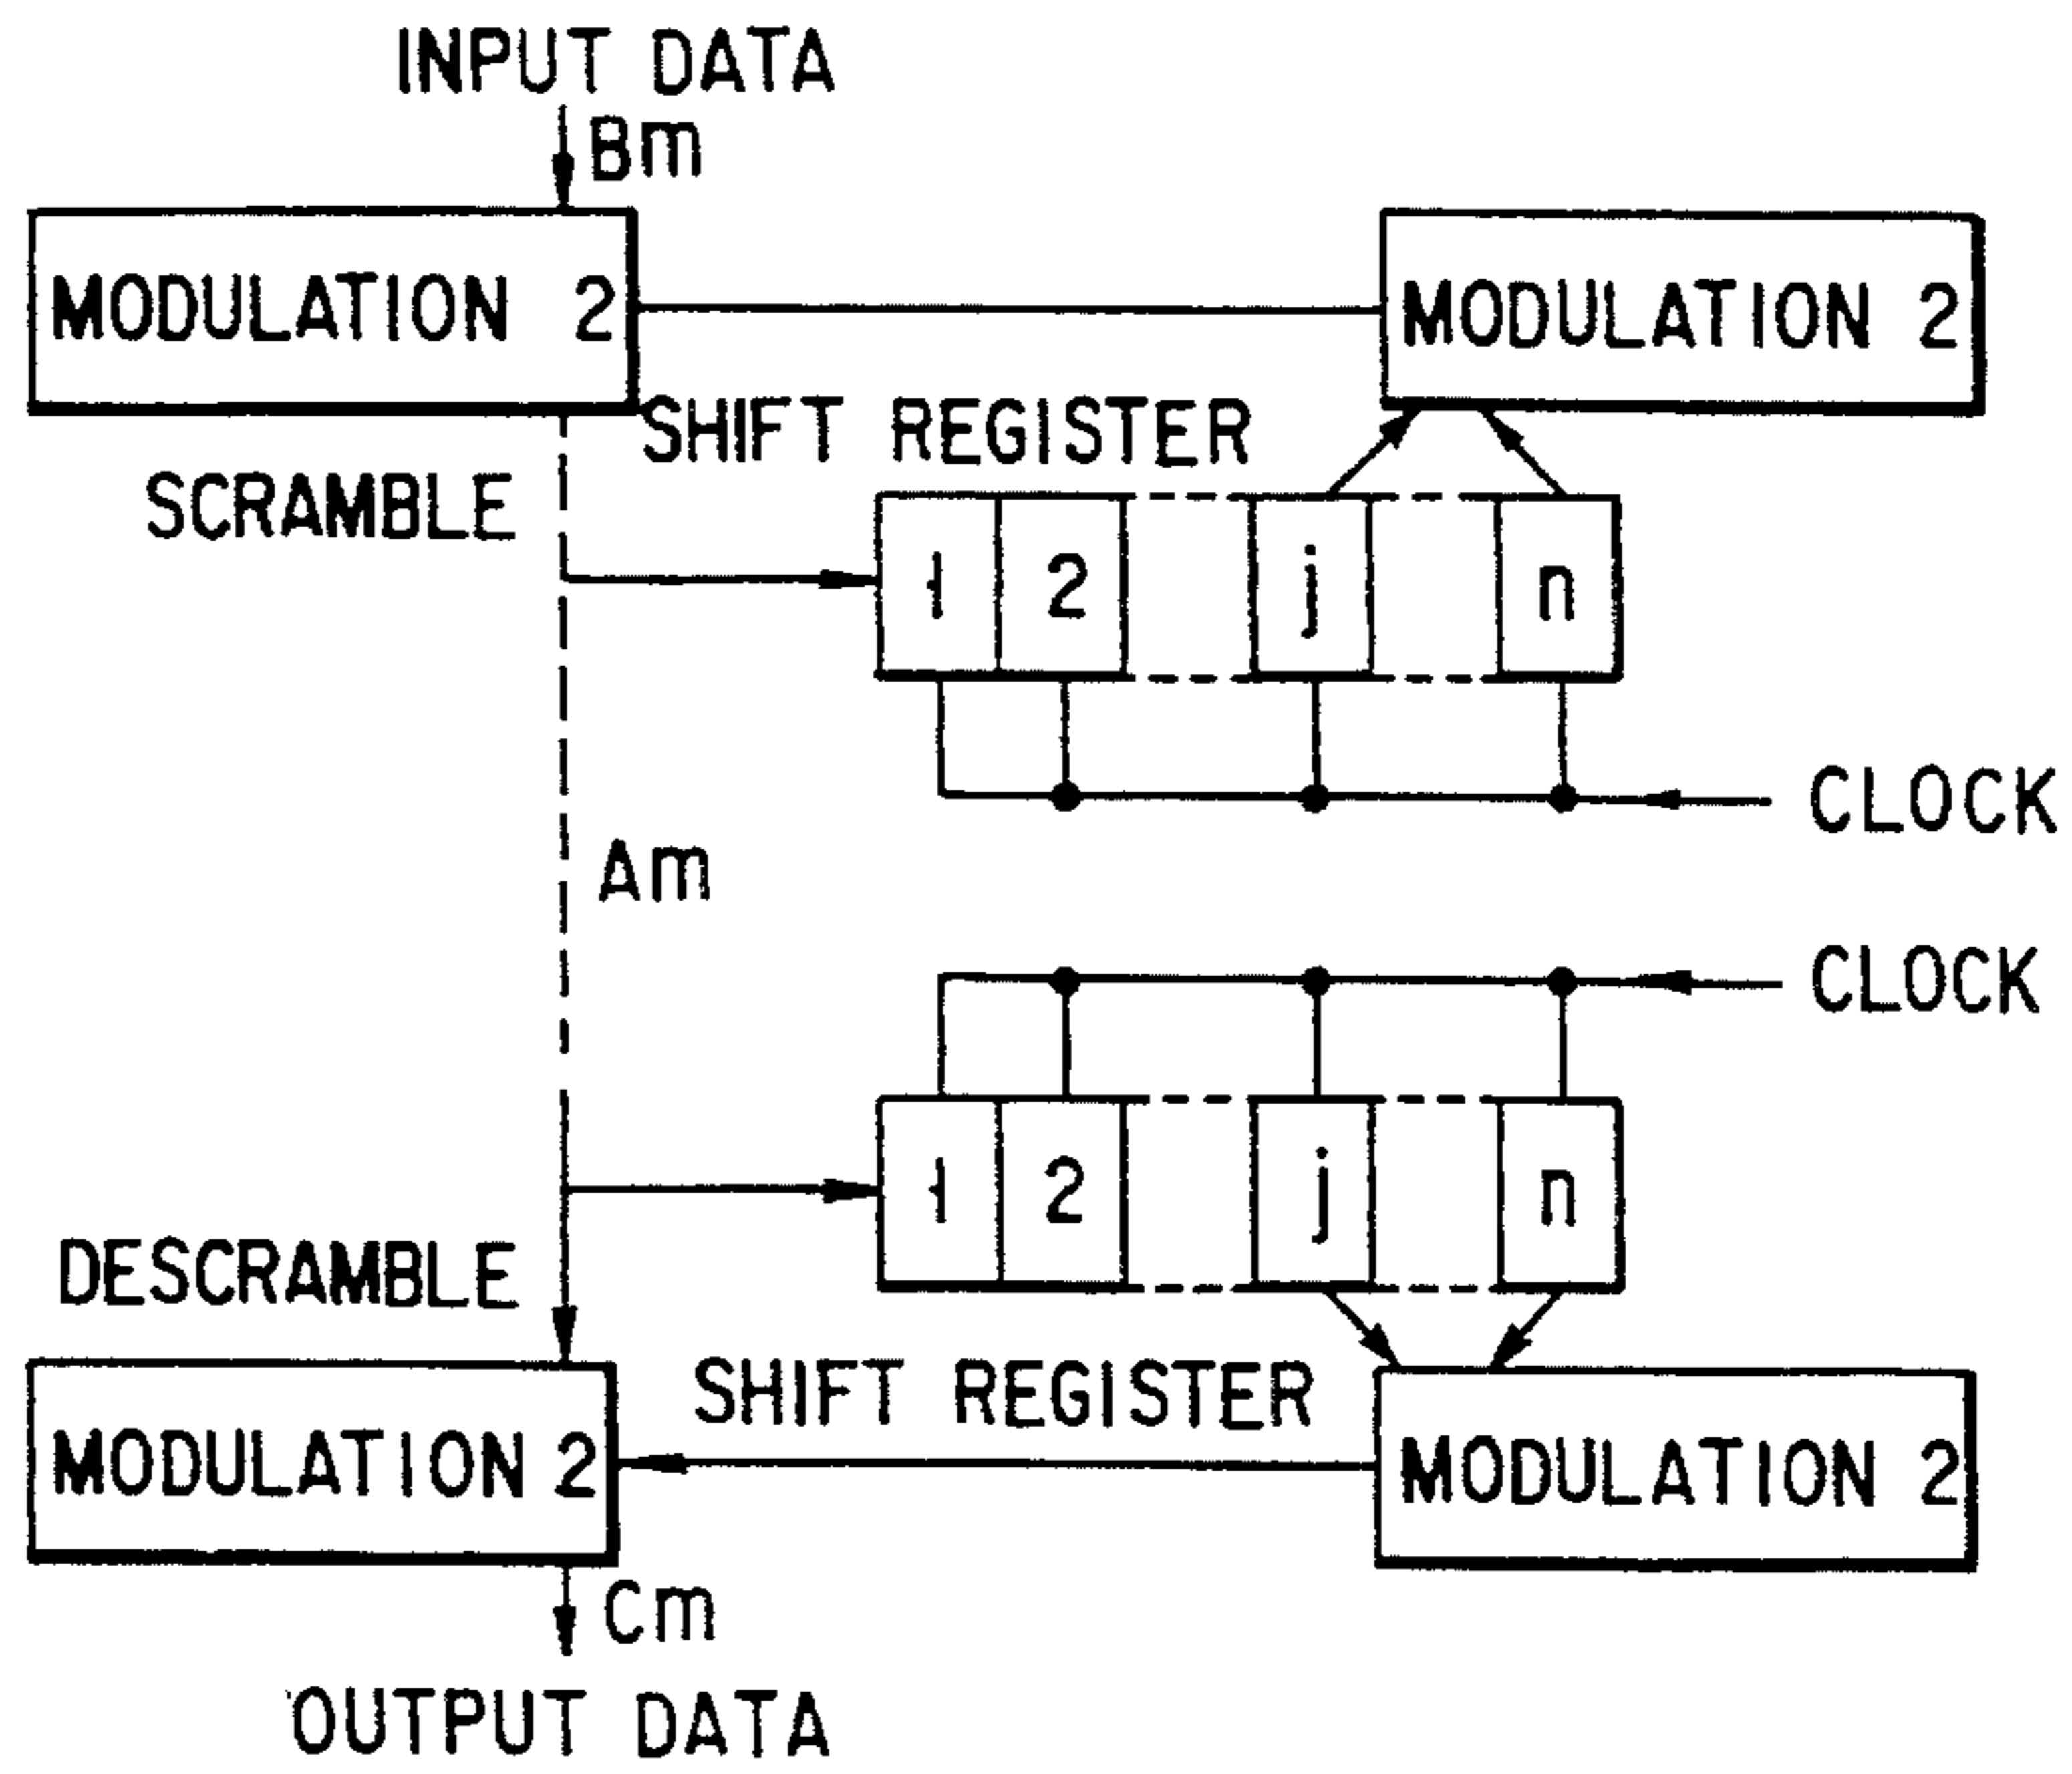 INPUT DATA
Bm
MODULATION 2
MODULATION 2
SHIFT REGISTER
SCRAMBLE
1 2 j n
CLOCK
Am
CLOCK
1 2 j n
DESCRAMBLE
SHIFT REGISTER
MODULATION 2
MODULATION 2
Cm
OUTPUT DATA